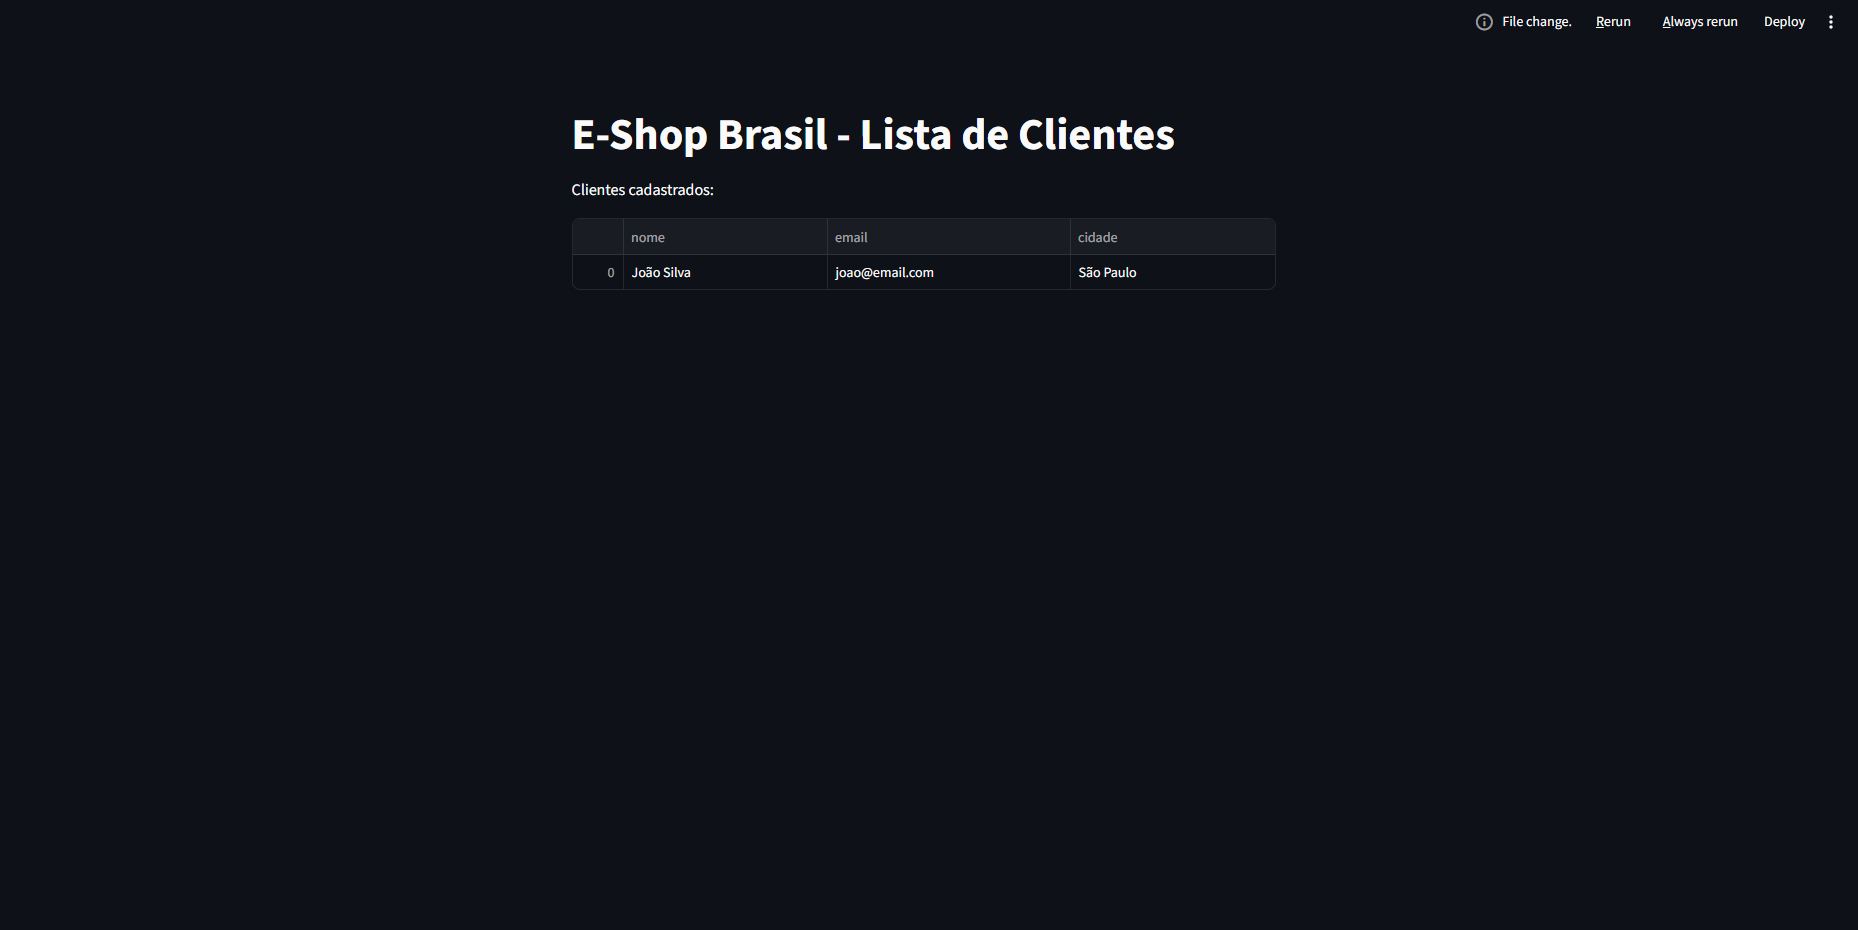 File change. Rerun Always rerun Deploy
E-Shop Brasil - Lista de Clientes
Clientes cadastrados:
nome email cidade
0 João Silva joao@email.com São Paulo